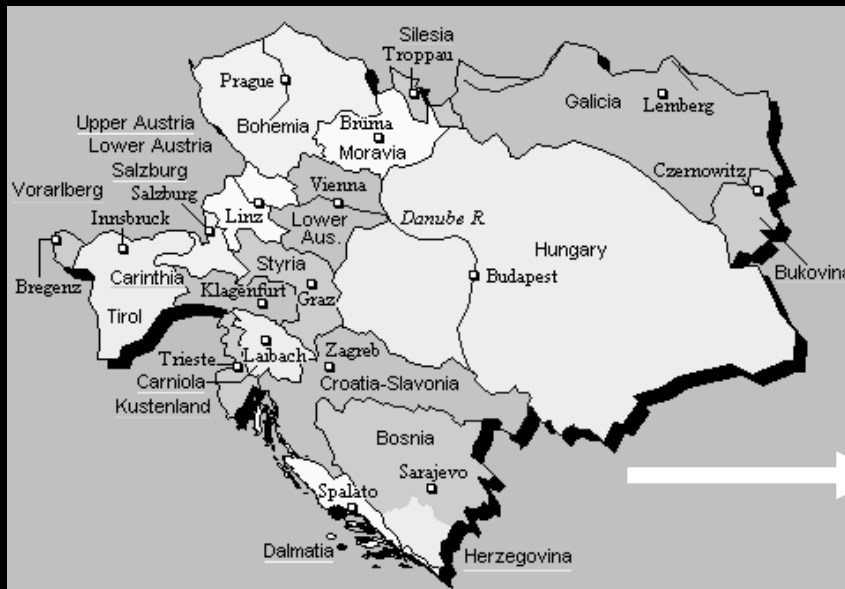 Silesia
Troppau
Prague
Galicia
Lemberg
Bohemia
Upper Austria
Brüma
Lower Austria
Moravia
Salzburg
Czernowitz
Vorarlberg
Vienna
Salzburg
Innsbruck
Linz
Lower
Aus.
Danube R.
Hungary
Styria
Bukovina
Carinthia
Budapest
Bregenz
Klagenfurt
Graz
Tirol
Laibach
Zagreb
Trieste
Carniola
Croatia-Slavonia
Kustenland
Bosnia
Sarajevo
Spalato
Dalmatia
Herzegovina